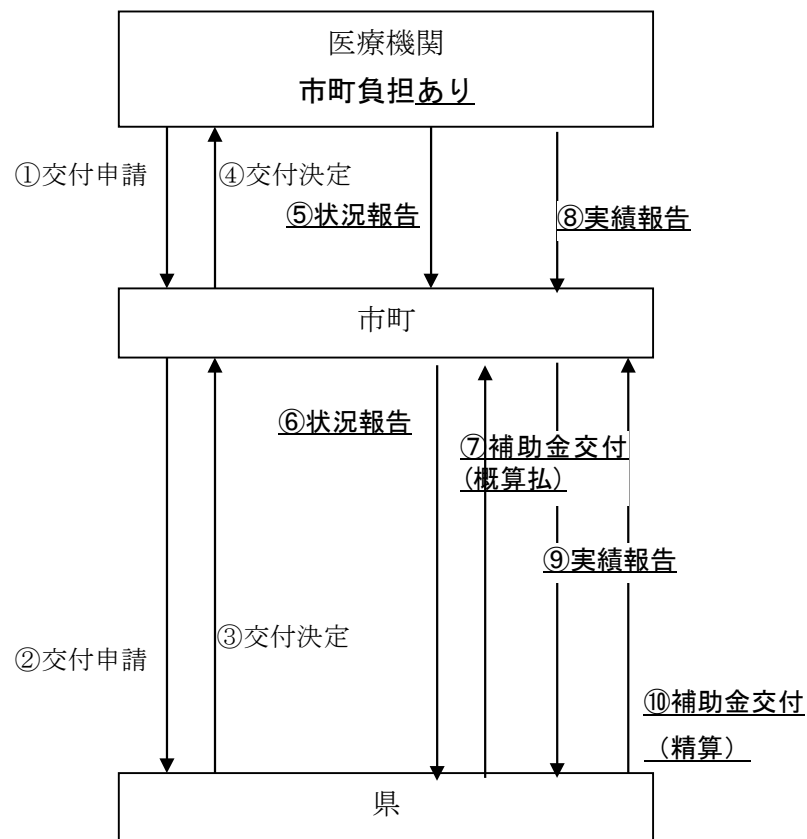 医療機関
市町負担あり
①交付申請
④交付決定
⑤状況報告
⑧実績報告
市町
⑥状況報告
⑦補助金交付
(概算払)
⑨実績報告
③交付決定
②交付申請
⑩補助金交付
（精算）
県